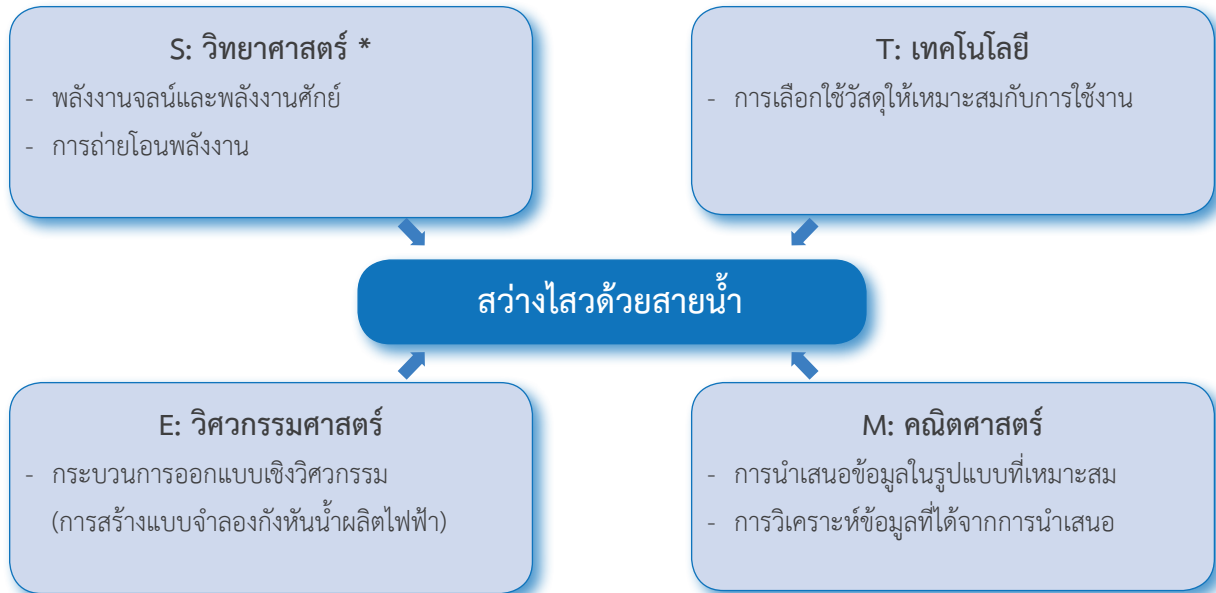 S: วิทยาศาสตร์ *
- พลังงานจลน์และพลังงานศักย์
- การถ่ายโอนพลังงาน
T: เทคโนโลยี
- การเลือกใช้วัสดุให้เหมาะสมกับการใช้งาน
สว่างไสวด้วยสายน้ำ
E: วิศวกรรมศาสตร์
- กระบวนการออกแบบเชิงวิศวกรรม
(การสร้างแบบจำลองกังหันน้ำผลิตไฟฟ้า)
M: คณิตศาสตร์
- การนำเสนอข้อมูลในรูปแบบที่เหมาะสม
- การวิเคราะห์ข้อมูลที่ได้จากการนำเสนอ